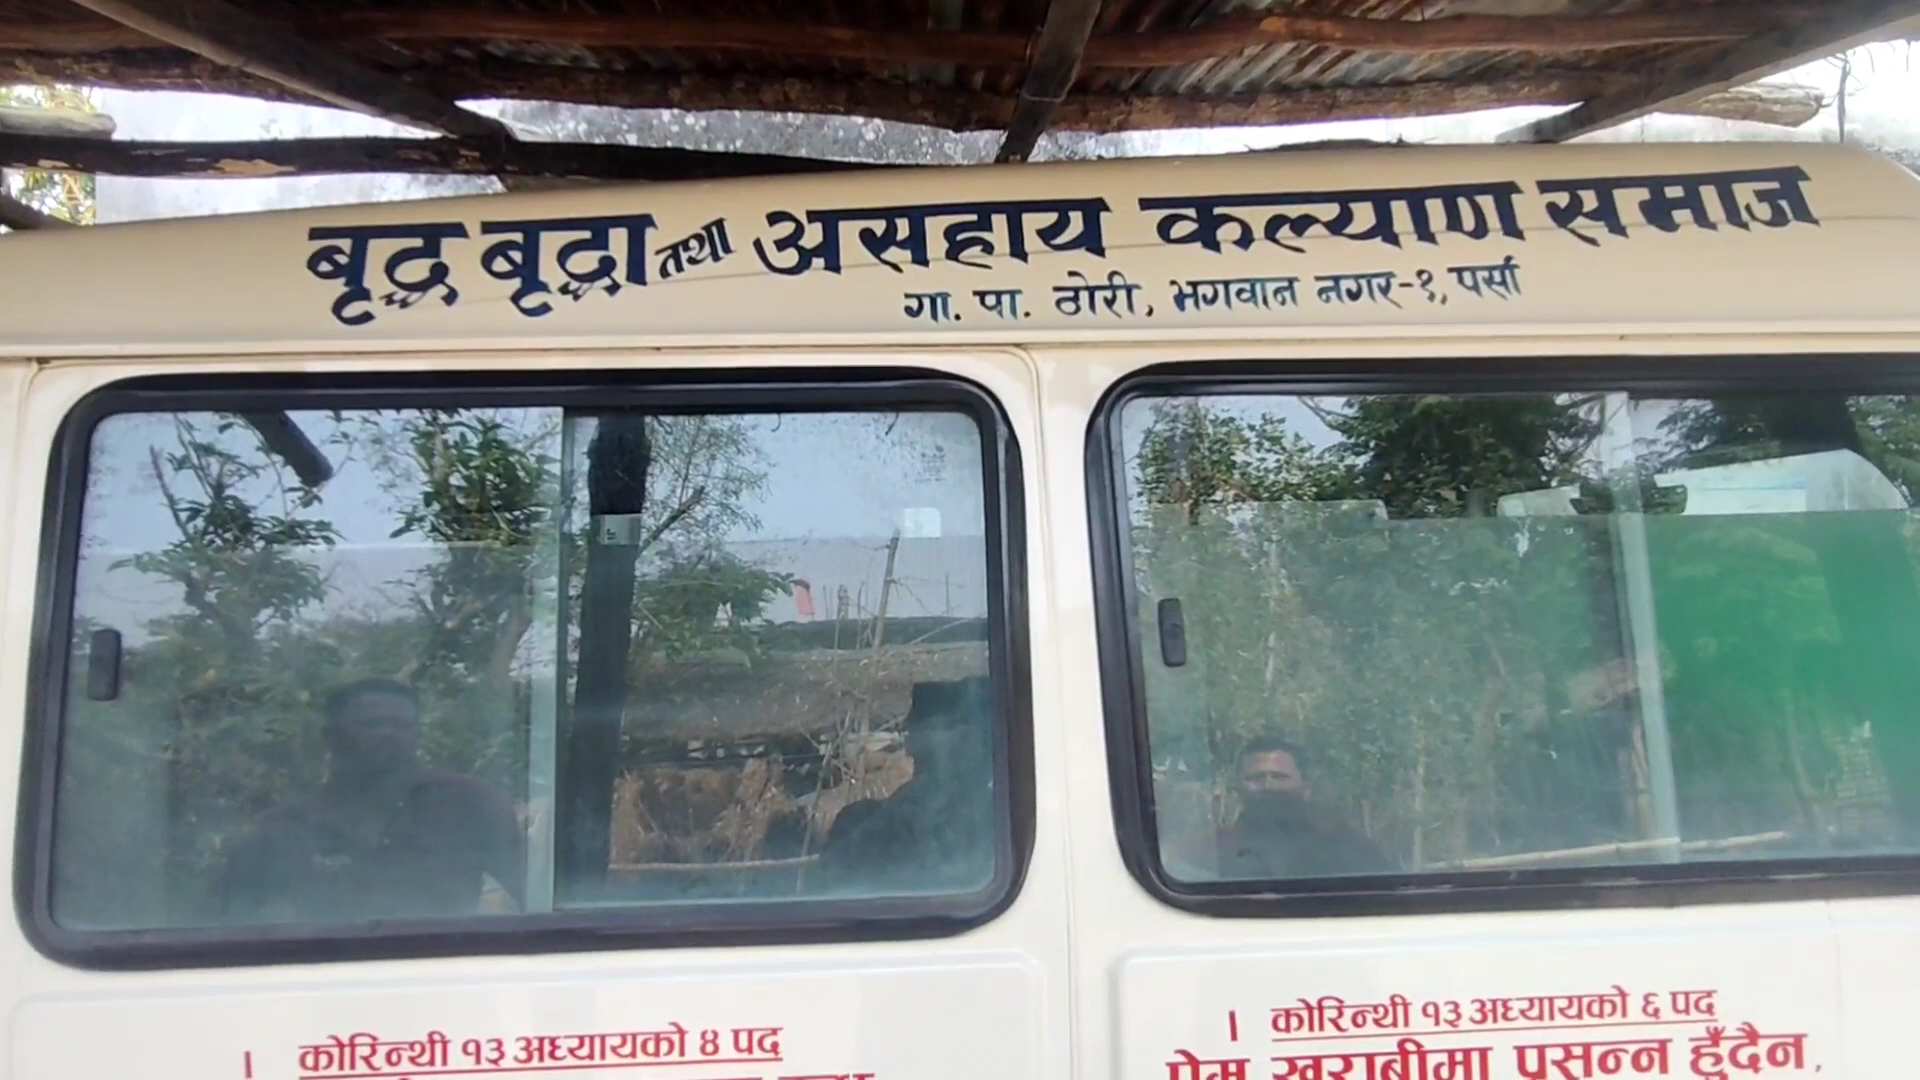 बृद्ध बृद्धा तथा असहाय कल्याण समाज
गा. पा. ठोरी, भगवान नगर-१, पर्सा
। कोरिन्थी १३ अध्यायको ४ पद
। कोरिन्थी १३ अध्यायको ६ पद
प्रेम खराबीमा प्रसन्न हुँदैन,